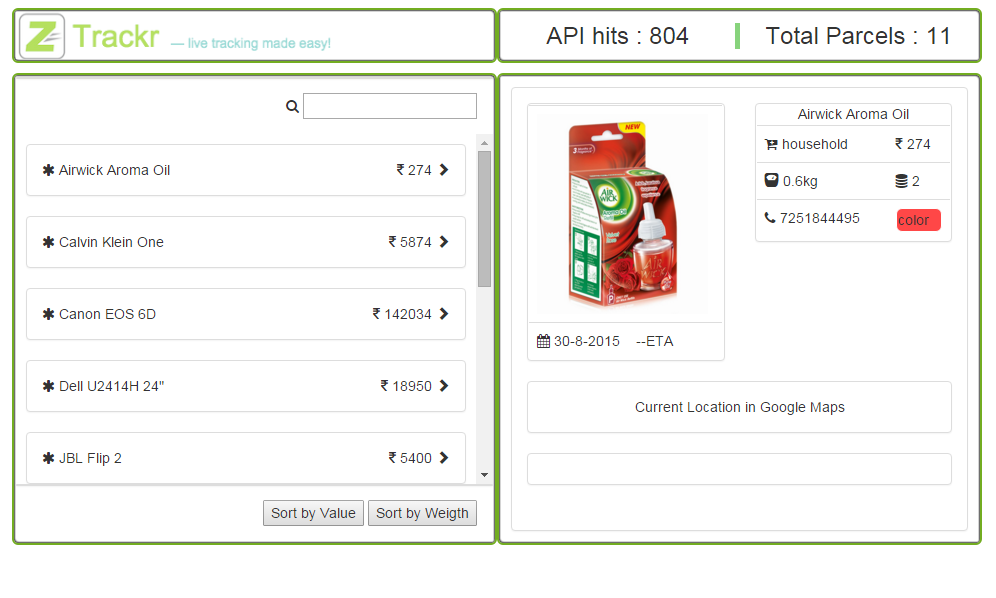 Z Trackr — live tracking made easy!
API hits : 804 Total Parcels : 11
Airwick Aroma Oil ₹ 274
Calvin Klein One ₹ 5874
Canon EOS 6D ₹ 142034
Dell U2414H 24" ₹ 18950
JBL Flip 2 ₹ 5400
Sort by Value Sort by Weigth
NEW
AIR
WICK
30-8-2015 --ETA
Airwick Aroma Oil
household ₹ 274
0.6kg 2
7251844495 color
Current Location in Google Maps